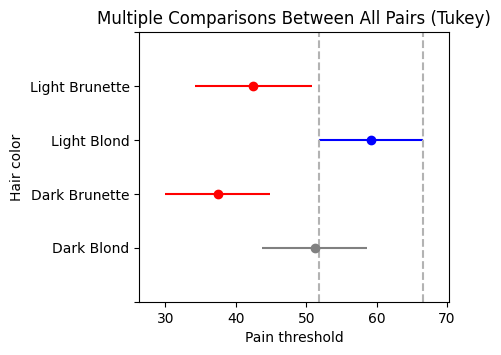 Multiple Comparisons Between All Pairs (Tukey)
Hair color
Light Brunette
Light Blond
Dark Brunette
Dark Blond
30 40 50 60 70
Pain threshold